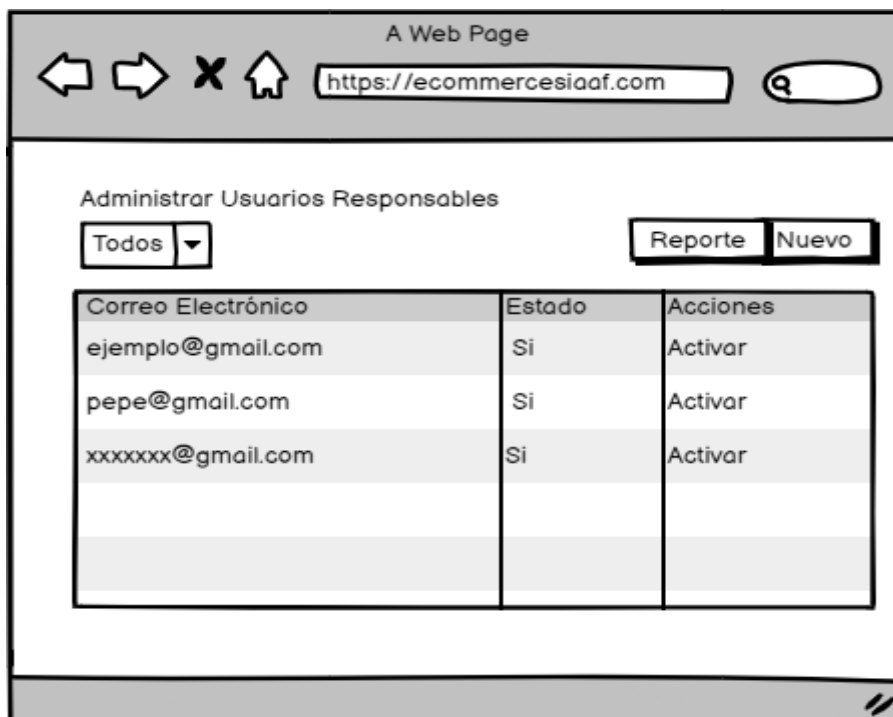 A Web Page
https://ecommercesiaaf.com
Administrar Usuarios Responsables
Todos Reporte Nuevo
Correo Electrónico Estado Acciones
ejemplo@gmail.com Si Activar
pepe@gmail.com Si Activar
xxxxxxx@gmail.com Si Activar